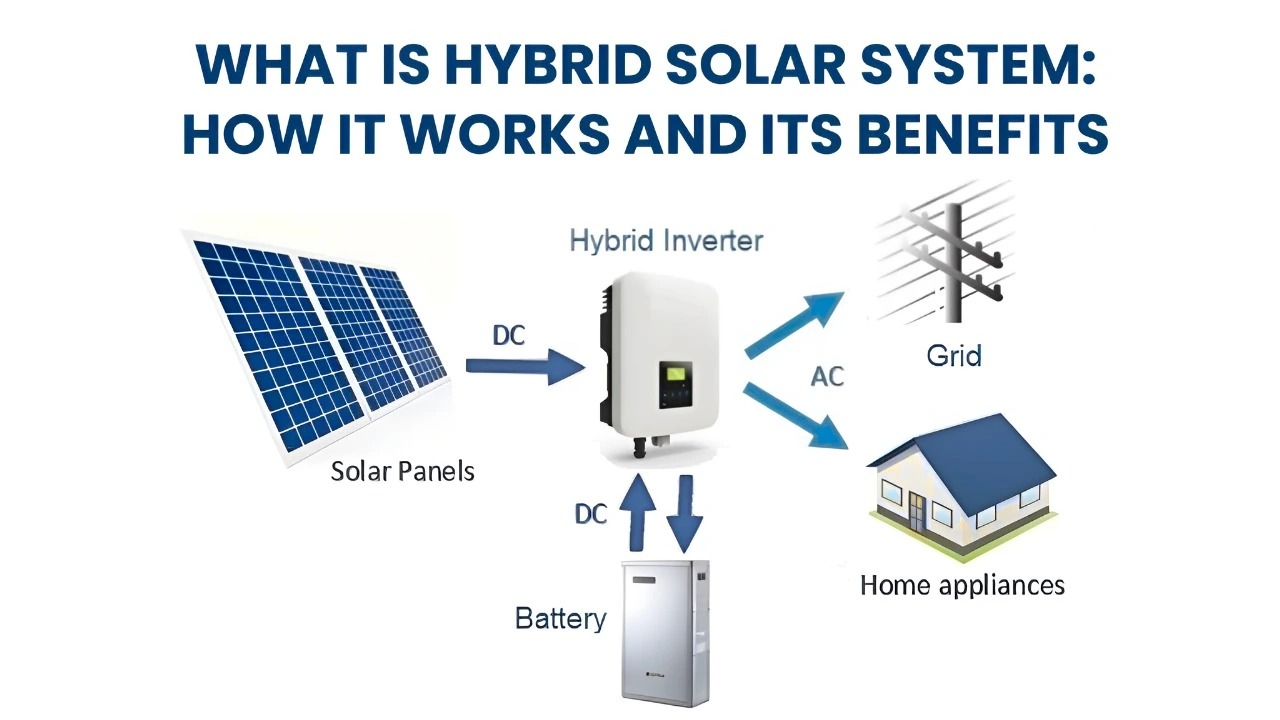 WHAT IS HYBRID SOLAR SYSTEM:
HOW IT WORKS AND ITS BENEFITS
Hybrid Inverter
DC
Grid
AC
Solar Panels
DC
Home appliances
Battery